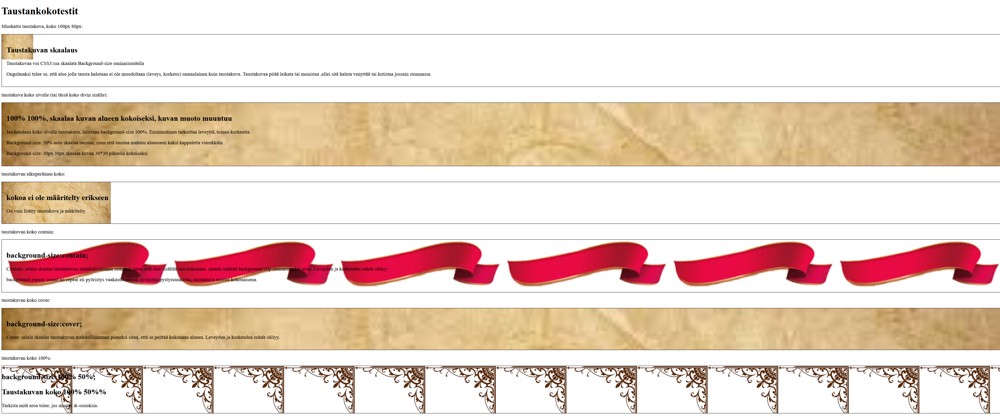 Taustankokotestit
Muokattu taustakuva, koko 100px 80px:
Taustakuvan skaalaus
Taustakuvaa voi CSS3:ssa skaalata Background-size ominaisuudella
Ongelmaksi tulee se, että alue jolle tausta halutaan ei ole muodoltaan (leveys, korkeus) samanlainen kuin taustakuva. Taustakuvaa pitää leikata tai monistaa ,ellei sitä haluta venyttää tai kutistaa jossain suunnassa.
taustakuva koko sivulle (tai tässä koko divin sisälle):
100% 100%, skaalaa kuvan alueen kokoiseksi, kuvan muoto muuntuu
Jos halutaan koko sivulle taustakuva, laitetaan background-size 100%. Ensimmäinen tarkoittaa leveyttä, toinen korkeutta.
Background-size: 50% auto skaalaa taustan, siten että taustaa mahtuu alueeseen kaksi kappaletta vierekkäin
Background-size: 30px 30px skaalaa kuvan 30*30 pikselin kokoiseksi
taustakuvan alkuperäinen koko:
kokoa ei ole määritelty erikseen
On vain lisätty taustakuva ja määritelty.
taustakuvan koko contain:
background-size:contain;
Contain: selain skaalaa taustakuvan mahdollisimman suureksi siten, että alue sisältää sen kokonaan. alueen määrää background-clip ominaisuuden arvo. Leveyden ja korkeuden suhde säilyy.
background-repeat: round no repeat eli pyöristys vaakasuunnassa, ei toistoa pystysuunnassa, taustakuva toistuu kokonaisena.
taustakuvan koko cover:
background-size:cover;
Cover: selain skaalaa taustakuvan mahdollisimman pieneksi siten, että se peittää kokonaan alueen. Leveyden ja korkeuden suhde säilyy.
taustakuvan koko 100%:
background-size:100% 50%;
Taustakuvan koko 100% 50%%
Tarkista mitä eroa tulee, jos muutat &-osuuksia.